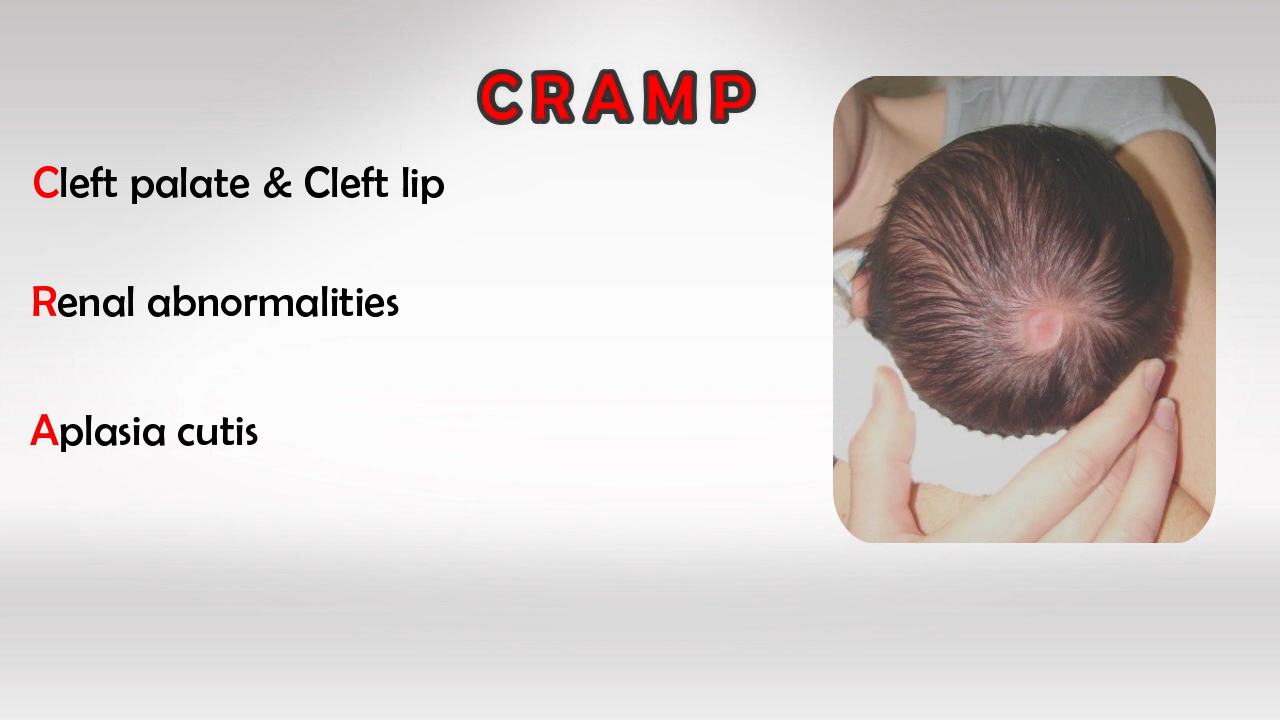 CRAMP
Cleft palate & Cleft lip
Renal abnormalities
Aplasia cutis